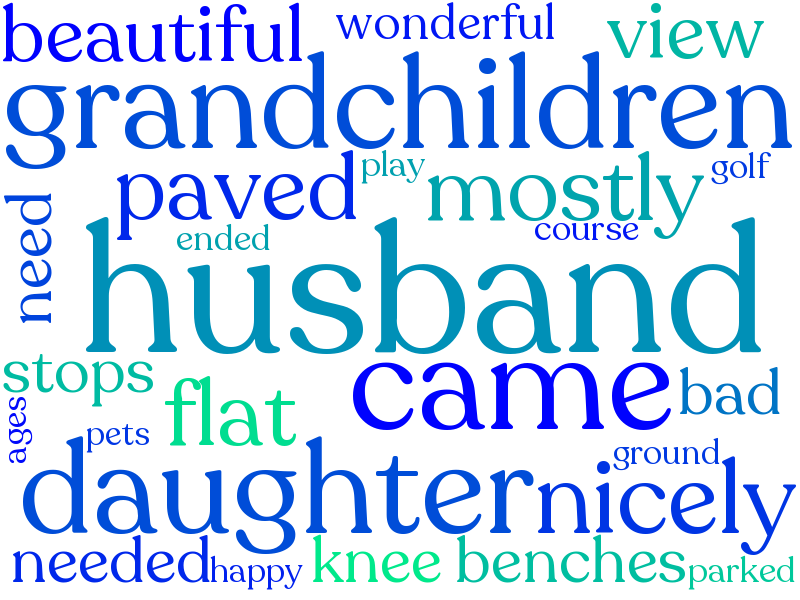 beautiful wonderful view
grandchildren
need paved play mostly golf
ended course
husband
stops flat came bad
ages pets ground
daughter nicely
needed happy knee benches parked